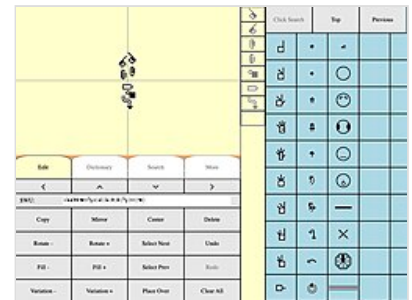 Click Search Top Previous
Edit Dictionary Search More
Copy Mirror Center Delete
Rotate - Rotate + Select Next Undo
Fill - Fill + Select Prev Redo
Variation - Variation + Place Over Clear All